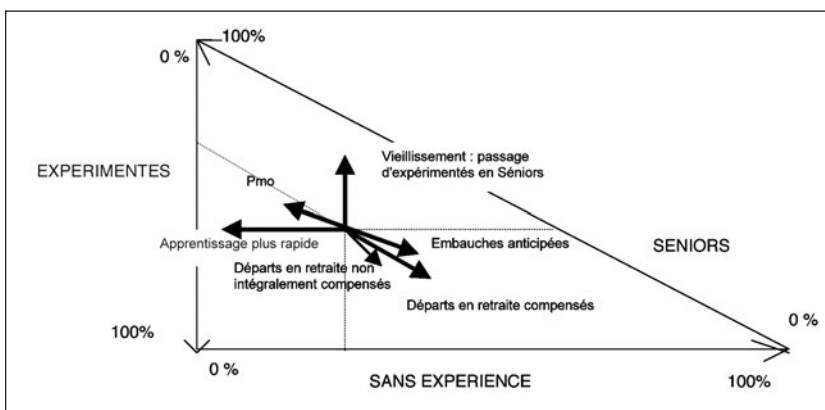 100%
0 %
Vieillissement : passage
d'expérimentés en Séniors
EXPERIMENTES
Pmo
Apprentissage plus rapide
Embauches anticipées
SENIORS
Départs en retraite non
intégralement compensés
Départs en retraite compensés
0 %
100%
0 %
SANS EXPERIENCE
100%